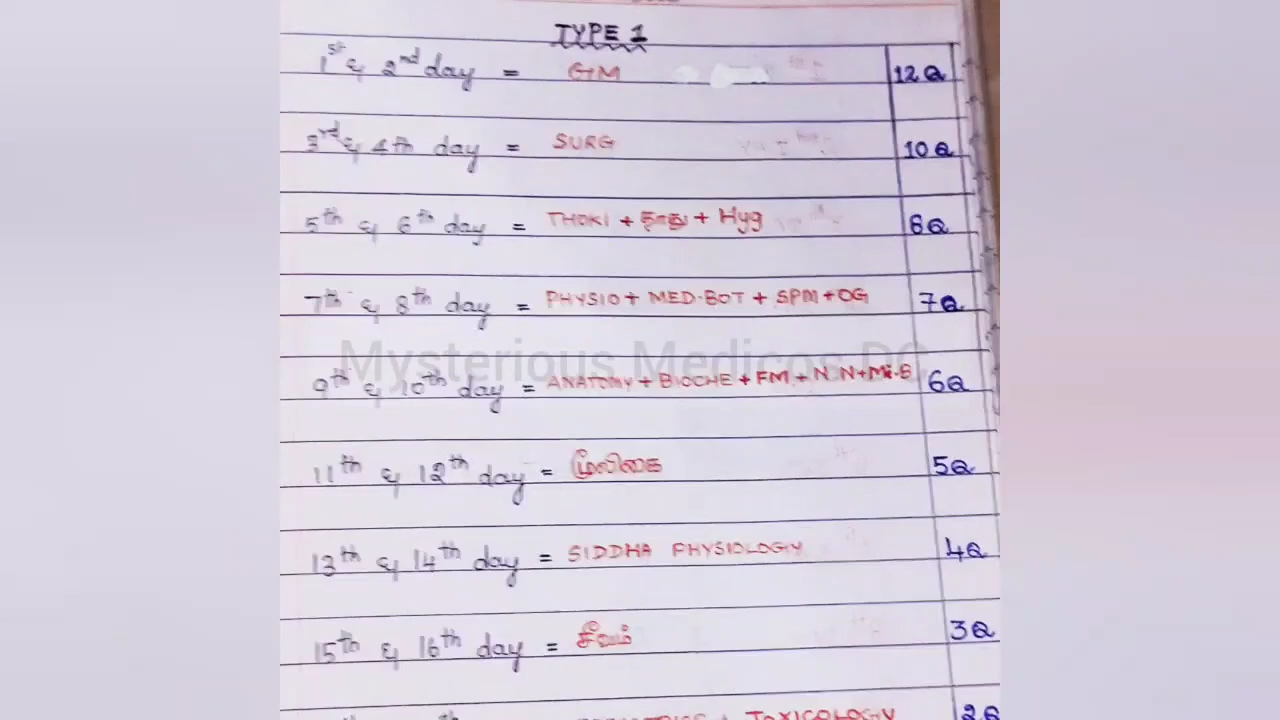 TYPE 1
1st & 2nd day = GM 12Q
3rd & 4th day = SURG 10Q
5th & 6th day = THOKI + தாது + Hyg 8Q
7th & 8th day = PHYSIO + MED.BOT + SPM + OG 7Q
Mysterious Medicos DC
9th & 10th day = ANATOMY + BIOCHE + FM + N N + Mi.B 6Q
11th & 12th day = மூலிகை 5Q
13th & 14th day = SIDDHA PHYSIOLOGY 4Q
15th & 16th day = சீவம் 3Q
+ TOXICOLOGY 2Q